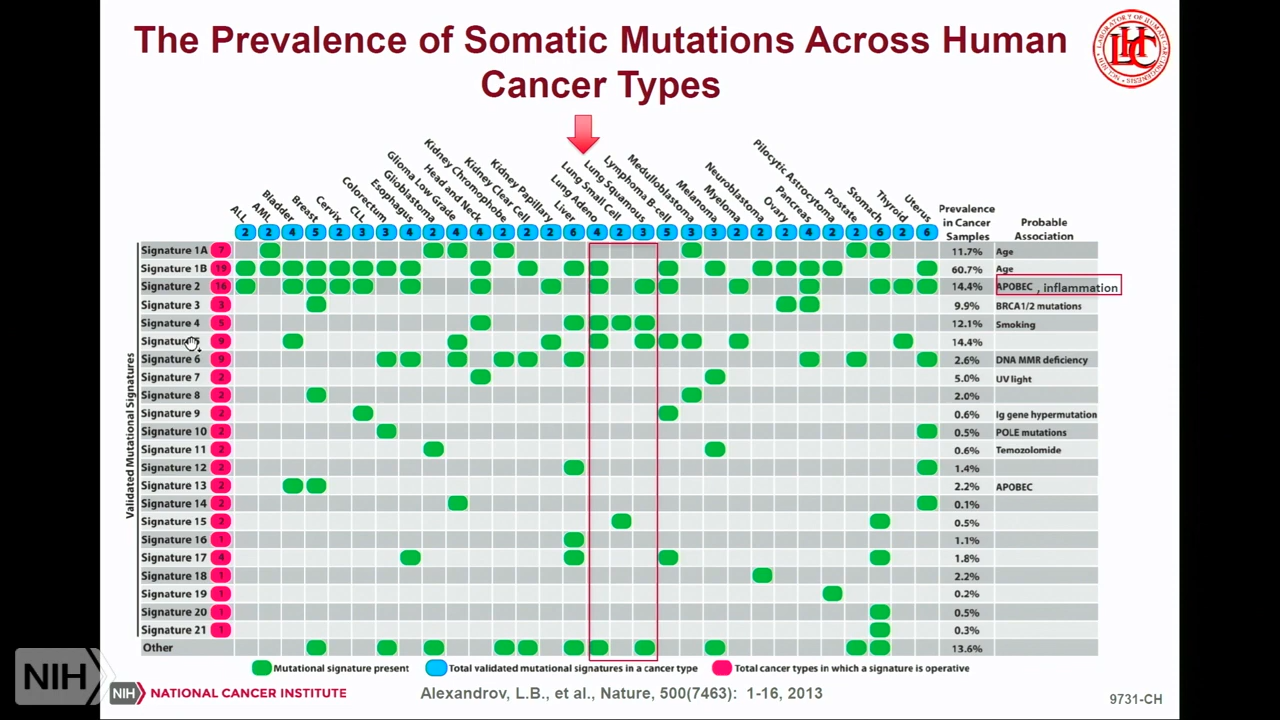 The Prevalence of Somatic Mutations Across Human
Cancer Types
LABORATORY OF HUMAN CARCINOGENESIS
LHC
ALL
AML
Bladder
Breast
Cervix
CLL
Colorectum
Esophagus
Glioblastoma
Glioma Low Grade
Head and Neck
Kidney Chromophobe
Kidney Clear Cell
Kidney Papillary
Liver
Lung Adeno
Lung Small Cell
Lung Squamous
Lymphoma B-cell
Medulloblastoma
Melanoma
Myeloma
Neuroblastoma
Ovary
Pancreas
Pilocytic Astrocytoma
Prostate
Stomach
Thyroid
Uterus
Prevalence
in Cancer
Samples
Probable
Association
2 2 4 5 2 2 3 3 2 3 2 2 2 2 6 4 2 3 5 3 3 2 2 2 4 2 2 6 2 6
Validated Mutational Signatures
Signature 1A 7 11.7% Age
Signature 1B 19 60.7% Age
Signature 2 16 14.4% APOBEC , inflammation
Signature 3 3 9.9% BRCA1/2 mutations
Signature 4 5 12.1% Smoking
9 14.4%
Signature 6 9 2.6% DNA MMR deficiency
Signature 7 2 5.0% UV light
Signature 8 2 2.0%
Signature 9 2 0.6% Ig gene hypermutation
Signature 10 2 0.5% POLE mutations
Signature 11 2 0.6% Temozolomide
Signature 12 2 1.4%
Signature 13 2 2.2% APOBEC
Signature 14 2 0.1%
Signature 15 2 0.5%
Signature 16 1 1.1%
Signature 17 4 1.8%
Signature 18 1 2.2%
Signature 19 1 0.2%
Signature 20 1 0.5%
Signature 21 1 0.3%
Other 13.6%
Mutational signature present Total validated mutational signatures in a cancer type Total cancer types in which a signature is operative
NIH
NIH NATIONAL CANCER INSTITUTE
Alexandrov, L.B., et al., Nature, 500(7463): 1-16, 2013
9731-CH